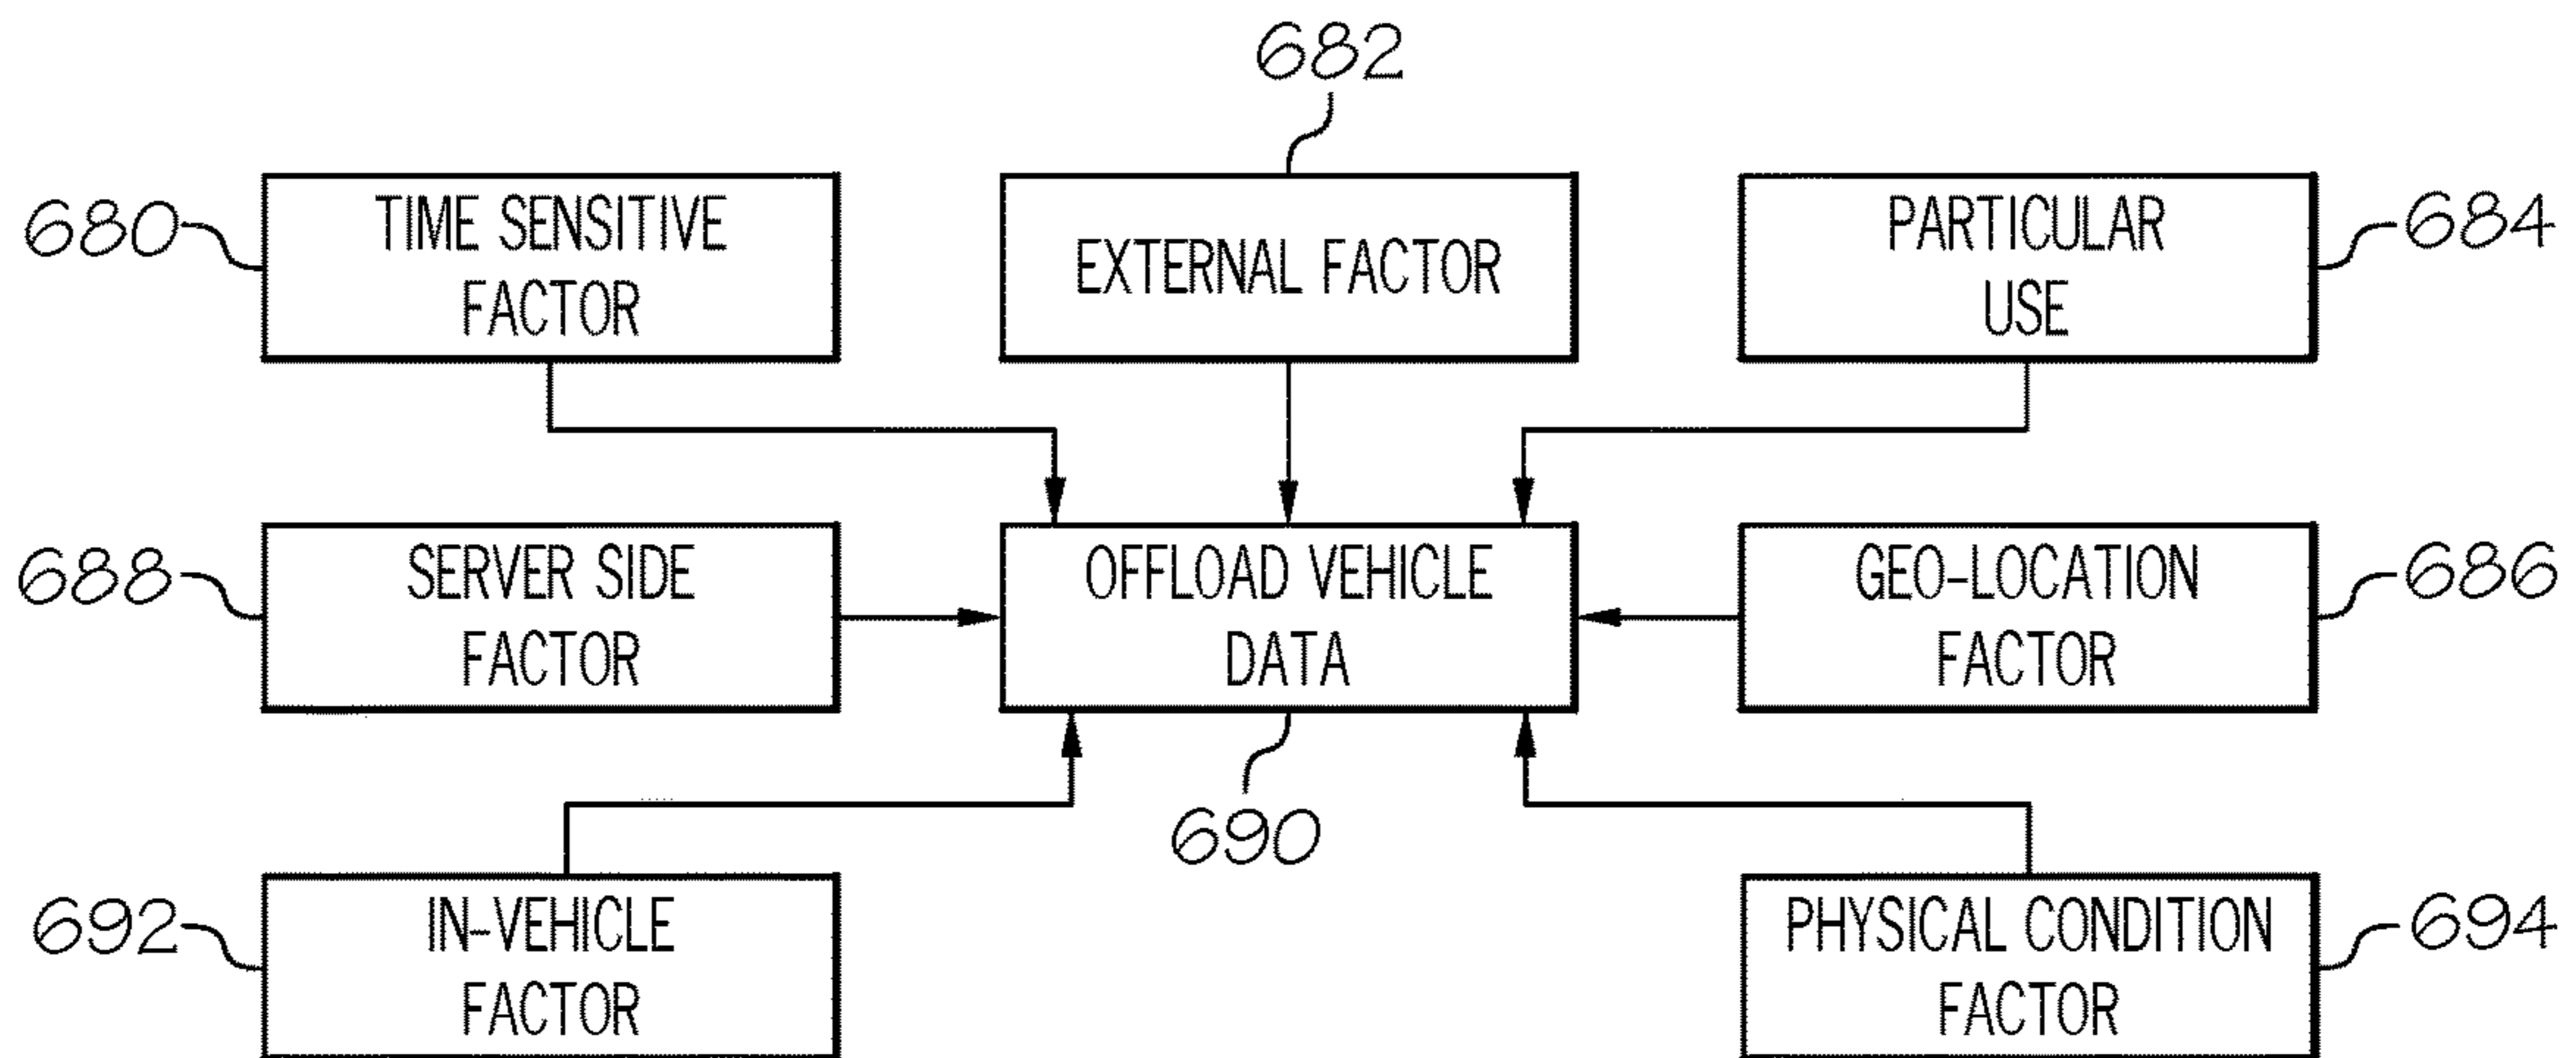 682
680
TIME SENSITIVE
FACTOR
EXTERNAL FACTOR
PARTICULAR
USE
684
688
SERVER SIDE
FACTOR
OFFLOAD VEHICLE
DATA
GEO-LOCATION
FACTOR
686
690
692
IN-VEHICLE
FACTOR
PHYSICAL CONDITION
FACTOR
694